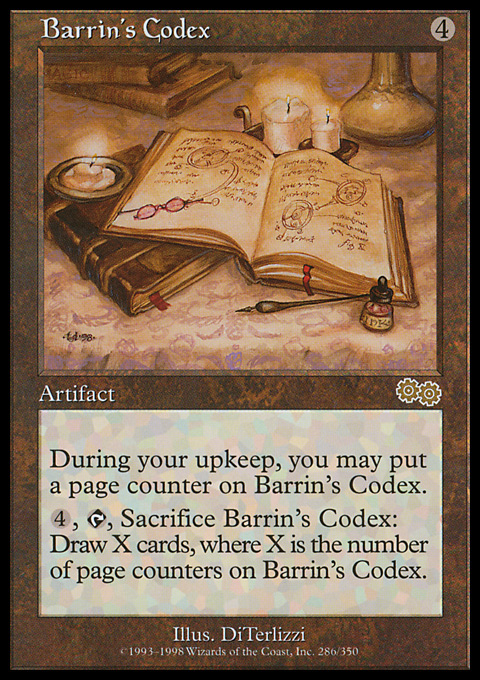 Barrin's Codex 4
Artifact
During your upkeep, you may put
a page counter on Barrin's Codex.
4, , Sacrifice Barrin's Codex:
Draw X cards, where X is the number
of page counters on Barrin's Codex.
Illus. DiTerlizzi
©1993-1998 Wizards of the Coast, Inc. 286/350